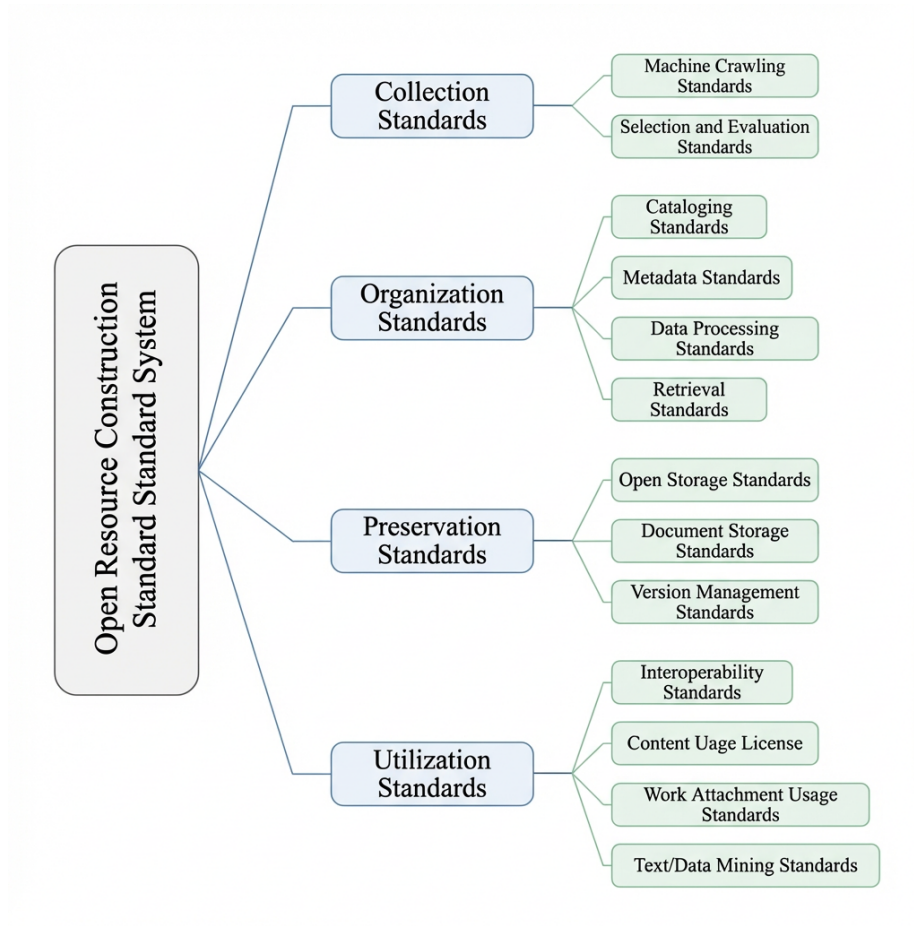 Open Resource Construction
Standard Standard System
Collection
Standards
Machine Crawling
Standards
Selection and Evaluation
Standards
Organization
Standards
Cataloging
Standards
Metadata Standards
Data Processing
Standards
Retrieval
Standards
Preservation
Standards
Open Storage Standards
Document Storage
Standards
Version Management
Standards
Utilization
Standards
Interoperability
Standards
Content Uage License
Work Attachment Usage
Standards
Text/Data Mining Standards